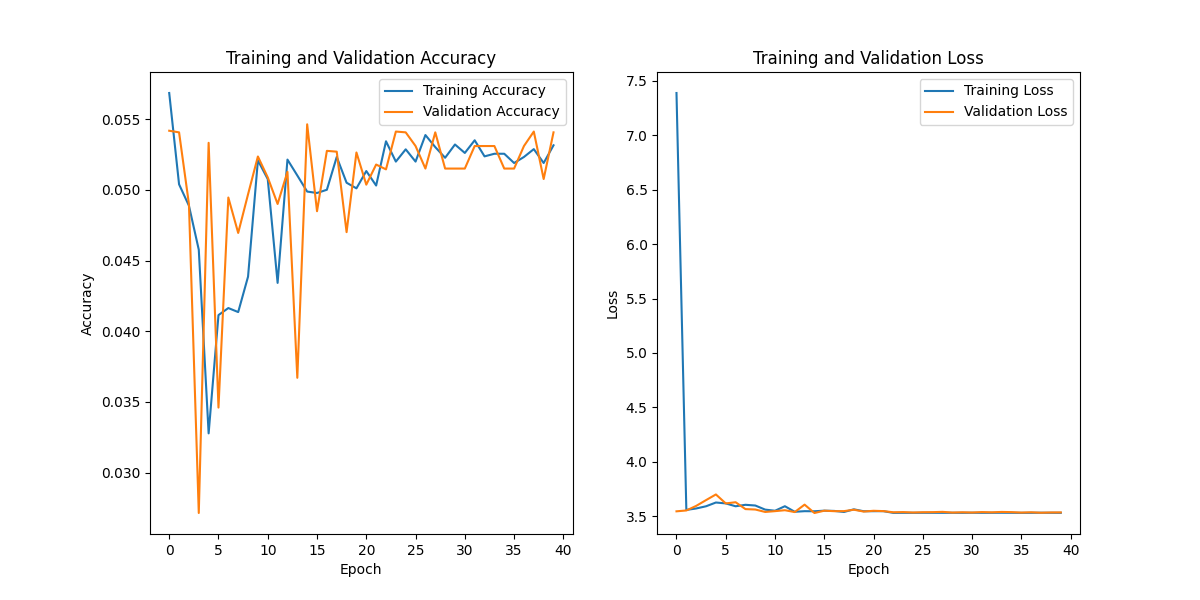 Training and Validation Accuracy
Training Accuracy
Validation Accuracy
0.055
0.050
0.045
0.040
0.035
0.030
Accuracy
0 5 10 15 20 25 30 35 40
Epoch
Training and Validation Loss
Training Loss
Validation Loss
7.5
7.0
6.5
6.0
5.5
5.0
4.5
4.0
3.5
Loss
0 5 10 15 20 25 30 35 40
Epoch